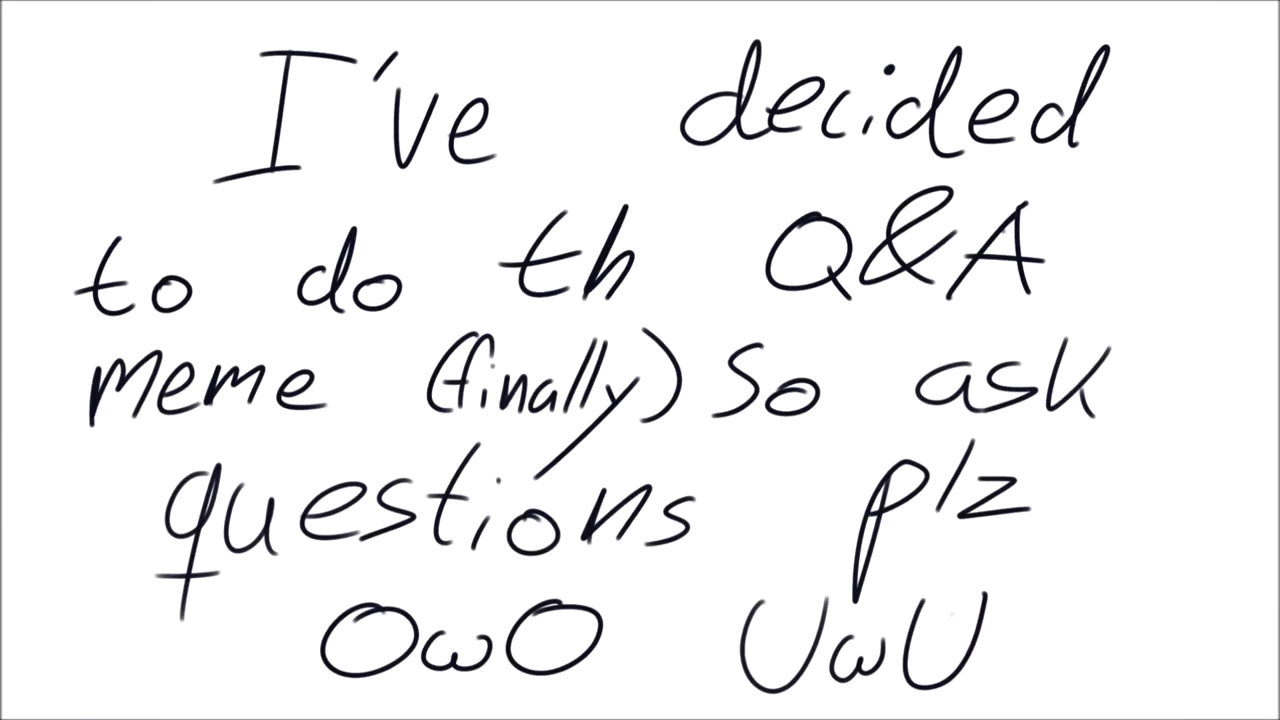 I've decided
to do th Q&A
meme (finally) so ask
questions plz
OwO UwU